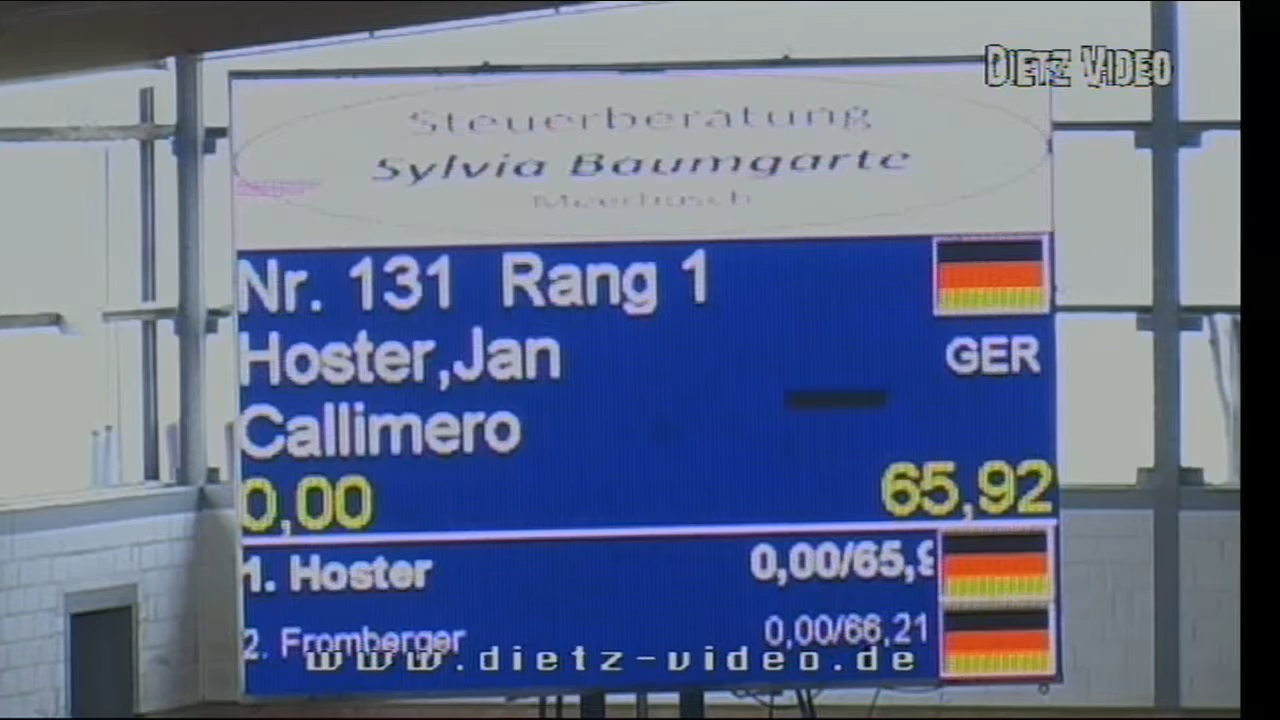 DIETZ VIDEO
Steuerberatung
Sylvia Baumgarte
Meerbusch
Nr. 131 Rang 1
Hoster,Jan
GER
Callimero
0,00 65,92
1. Hoster 0,00/65,9
2. Fromberger 0,00/66,21
www.dietz-video.de